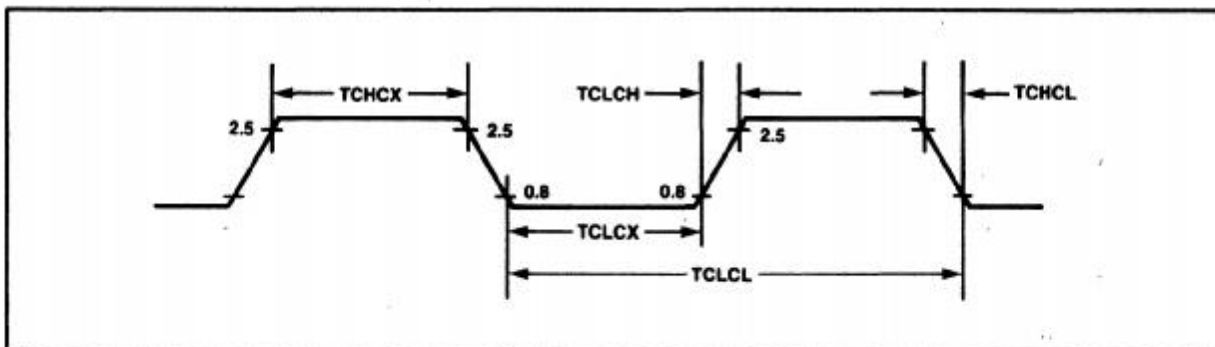 TCHCX TCLCH TCHCL
2.5 2.5 2.5
0.8 0.8
TCLCX
TCLCL